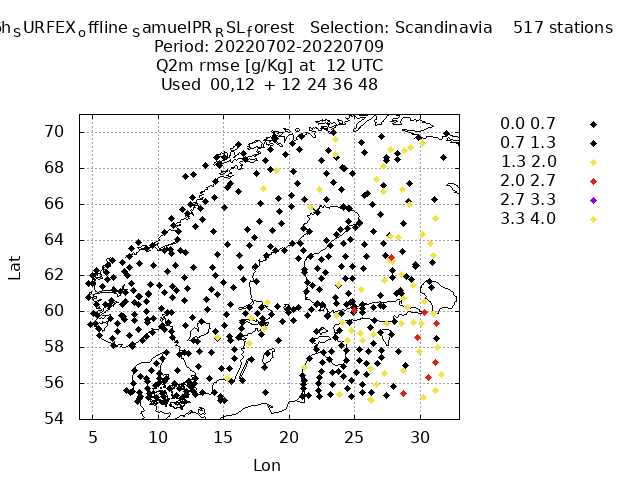 SURFEXoffline SamuelPRRSLforest Selection: Scandinavia 517 stations
Period: 20220702-20220709
Q2m rmse [g/Kg] at 12 UTC
Used 00,12 + 12 24 36 48
0.0 0.7
0.7 1.3
1.3 2.0
2.0 2.7
2.7 3.3
3.3 4.0
Lat
70
68
66
64
62
60
58
56
54
5 10 15 20 25 30
Lon